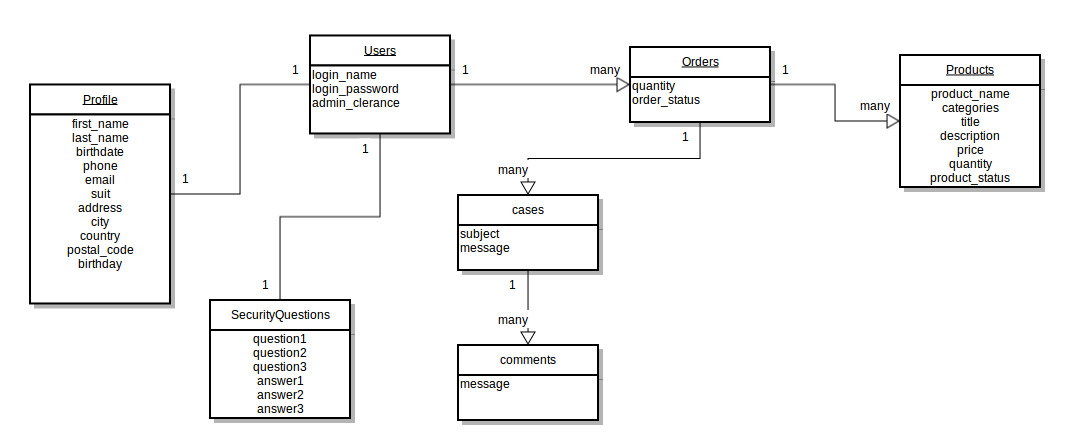 Users
login_name
login_password
admin_clerance
1
1
1
many
Orders
quantity
order_status
1
1
many
Products
product_name
categories
title
description
price
quantity
product_status
Profile
first_name
last_name
birthdate
phone
email
suit
address
city
country
postal_code
birthday
1
many
cases
subject
message
1
1
SecurityQuestions
question1
question2
question3
answer1
answer2
answer3
many
comments
message